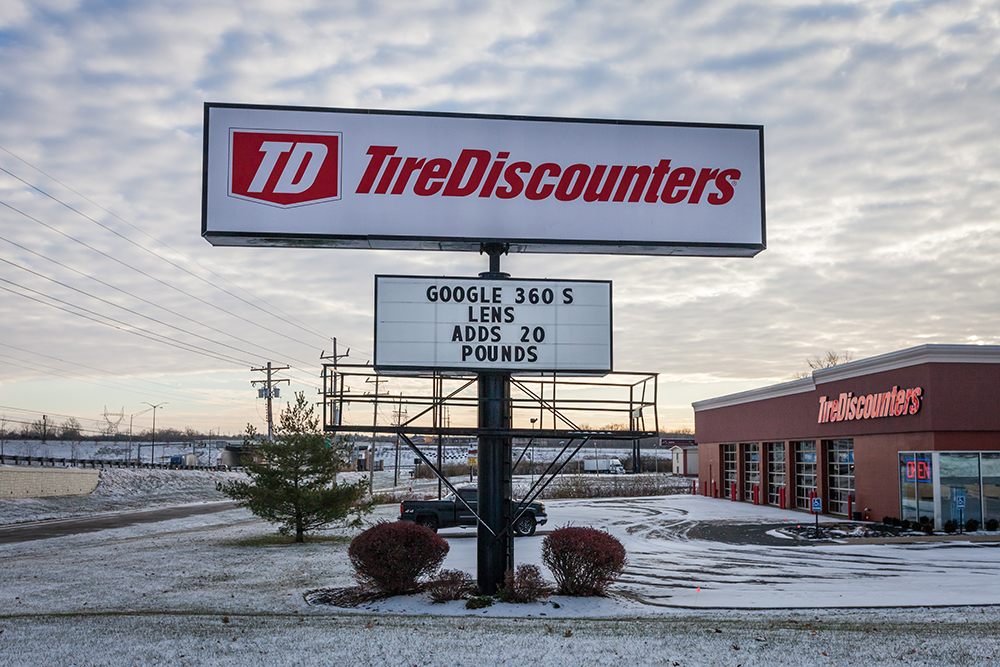 TD TireDiscounters
GOOGLE 360 S
LENS
ADDS 20
POUNDS
TireDiscounters
OPEN